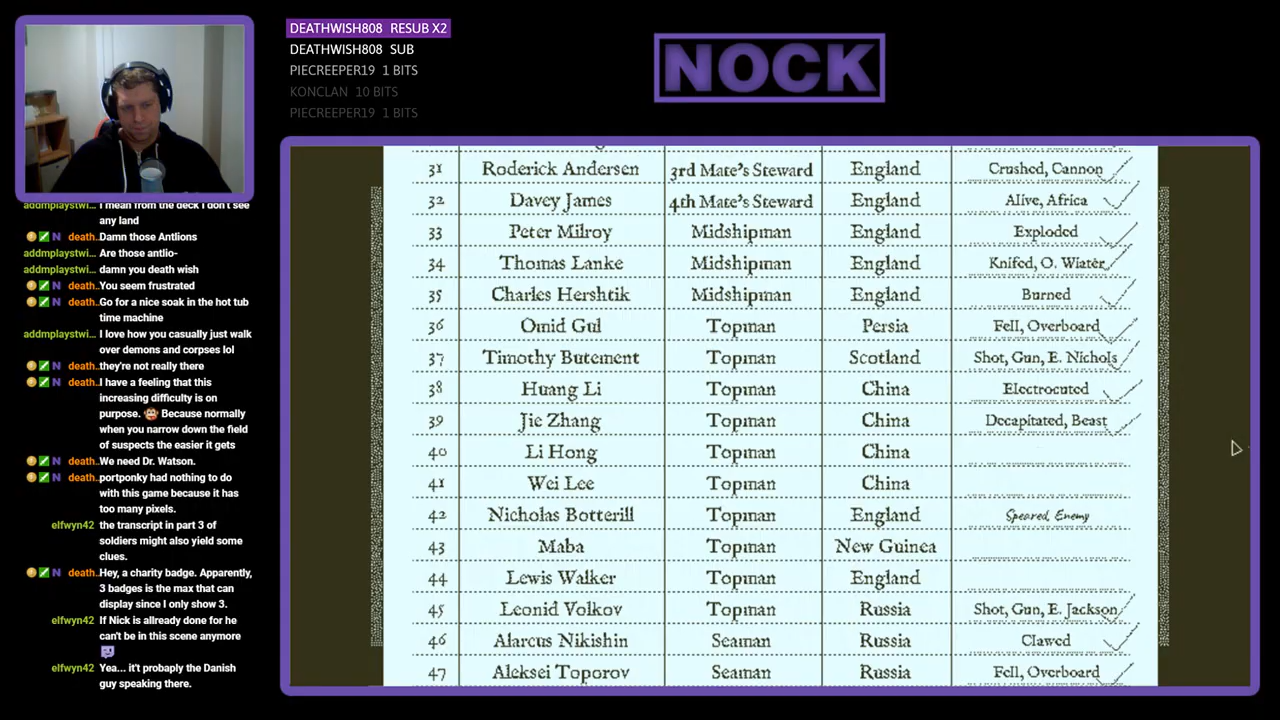 DEATHWISH808 RESUB X2
DEATHWISH808 SUB
PIECREEPER19 1 BITS
KONCLAN 10 BITS
PIECREEPER19 1 BITS
NOCK
addmplaystwi... I mean from the deck I don't see
any land
N death... Damn those Antlions
addmplaystwi... Are those antlio-
addmplaystwi... damn you death wish
N death... You seem frustrated
N death... Go for a nice soak in the hot tub
time machine
addmplaystwi... I love how you casually just walk
over demons and corpses lol
N death... they're not really there
N death... I have a feeling that this
increasing difficulty is on
purpose. Because normally
when you narrow down the field
of suspects the easier it gets
N death... We need Dr. Watson.
N death... portponky had nothing to do
with this game because it has
too many pixels.
elfwyn42 the transcript in part 3 of
soldiers might also yield some
clues.
N death... Hey, a charity badge. Apparently,
3 badges is the max that can
display since I only show 3.
elfwyn42 If Nick is allready done for he
can't be in this scene anymore
elfwyn42 Yea... it't probaply the Danish
guy speaking there.
31 Roderick Andersen 3rd Mate's Steward England Crushed, Cannon
32 Davey James 4th Mate's Steward England Alive, Africa
33 Peter Milroy Midshipman England Exploded
34 Thomas Lanke Midshipman England Knifed, O. Wiater
35 Charles Hershtik Midshipman England Burned
36 Omid Gul Topman Persia Fell, Overboard
37 Timothy Butement Topman Scotland Shot, Gun, E. Nichols
38 Huang Li Topman China Electrocuted
39 Jie Zhang Topman China Decapitated, Beast
40 Li Hong Topman China
41 Wei Lee Topman China
42 Nicholas Botterill Topman England Speared, Enemy
43 Maba Topman New Guinea
44 Lewis Walker Topman England
45 Leonid Volkov Topman Russia Shot, Gun, E. Jackson
46 Alarcus Nikishin Seaman Russia Clawed
47 Aleksei Toporov Seaman Russia Fell, Overboard